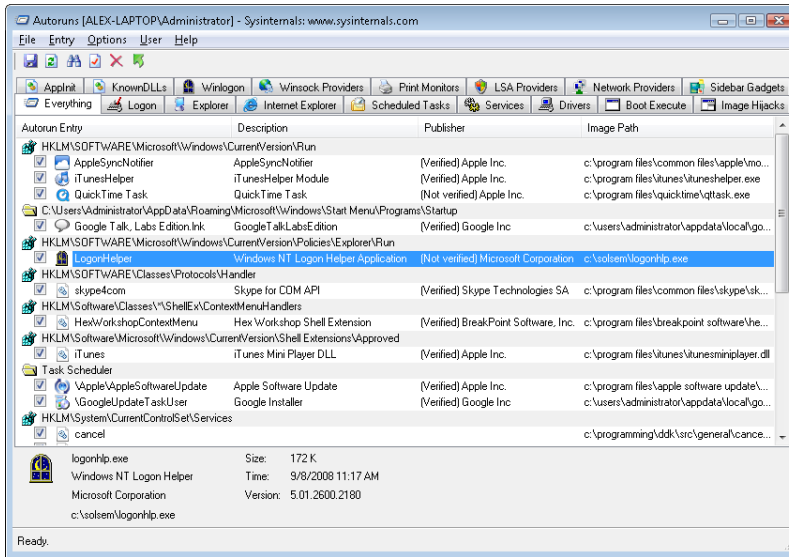 Autoruns [ALEX-LAPTOP\Administrator] - Sysinternals: www.sysinternals.com
File Entry Options User Help
AppInit KnownDLLs Winlogon Winsock Providers Print Monitors LSA Providers Network Providers Sidebar Gadgets
Everything Logon Explorer Internet Explorer Scheduled Tasks Services Drivers Boot Execute Image Hijacks
Autorun Entry Description Publisher Image Path
HKLM\SOFTWARE\Microsoft\Windows\CurrentVersion\Run
AppleSyncNotifier AppleSyncNotifier (Verified) Apple Inc. c:\program files\common files\apple\mo...
iTunesHelper iTunesHelper Module (Verified) Apple Inc. c:\program files\itunes\ituneshelper.exe
QuickTime Task QuickTime Task (Not verified) Apple Inc. c:\program files\quicktime\qttask.exe
C:\Users\Administrator\AppData\Roaming\Microsoft\Windows\Start Menu\Programs\Startup
Google Talk, Labs Edition.lnk GoogleTalkLabsEdition (Verified) Google Inc c:\users\administrator\appdata\local\go...
HKLM\SOFTWARE\Microsoft\Windows\CurrentVersion\Policies\Explorer\Run
LogonHelper Windows NT Logon Helper Application (Not verified) Microsoft Corporation c:\solsem\logonhlp.exe
HKLM\SOFTWARE\Classes\Protocols\Handler
skype4com Skype for COM API (Verified) Skype Technologies SA c:\program files\common files\skype\sk...
HKLM\Software\Classes\*\ShellEx\ContextMenuHandlers
HexWorkshopContextMenu Hex Workshop Shell Extension (Verified) BreakPoint Software, Inc. c:\program files\breakpoint software\he...
HKLM\Software\Microsoft\Windows\CurrentVersion\Shell Extensions\Approved
iTunes iTunes Mini Player DLL (Verified) Apple Inc. c:\program files\itunes\itunesminiplayer.dll
Task Scheduler
\Apple\AppleSoftwareUpdate Apple Software Update (Verified) Apple Inc. c:\program files\apple software update\...
\GoogleUpdateTaskUser Google Installer (Verified) Google Inc c:\users\administrator\appdata\local\go...
HKLM\System\CurrentControlSet\Services
cancel c:\programming\ddk\src\general\cance...
logonhlp.exe Size: 172 K
Windows NT Logon Helper Time: 9/8/2008 11:17 AM
Microsoft Corporation Version: 5.01.2600.2180
c:\solsem\logonhlp.exe
Ready.